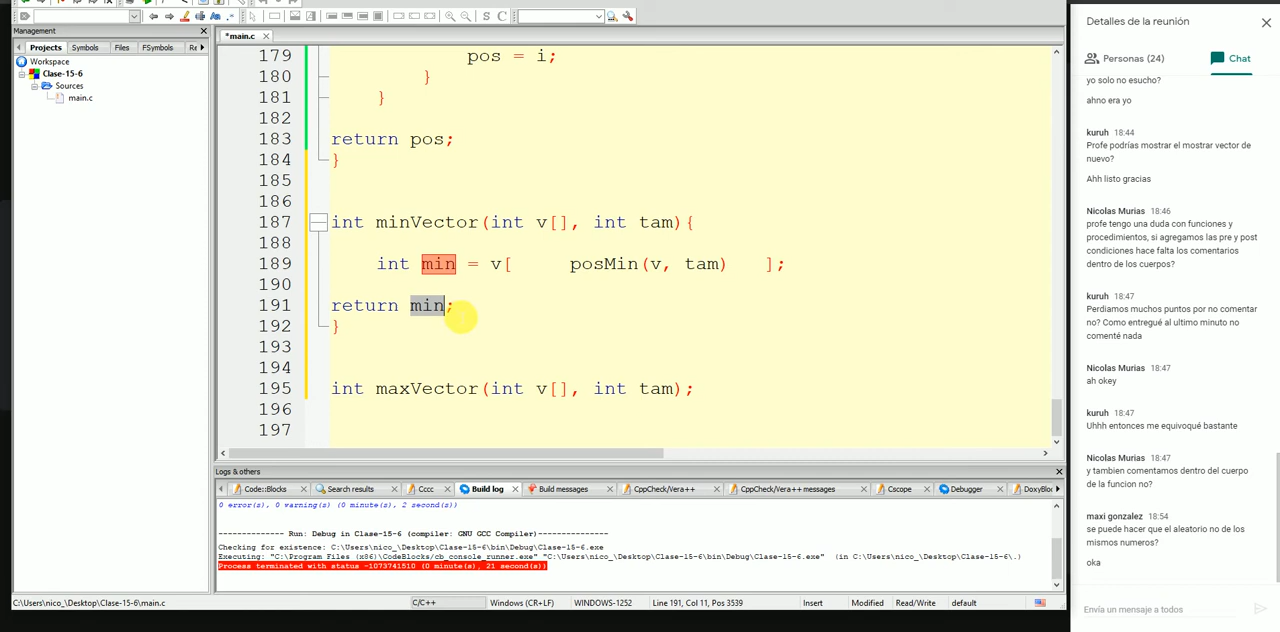 Management
Projects Symbols Files FSymbols Re
Workspace
Clase-15-6
Sources
main.c
*main.c
179 pos = i;
180 }
181 }
182
183 return pos;
184 }
185
186
187 int minVector(int v[], int tam){
188
189 int min = v[ posMin(v, tam) ];
190
191 return min;
192 }
193
194
195 int maxVector(int v[], int tam);
196
197
Logs & others
Code::Blocks Search results Cccc Build log Build messages CppCheck/Vera++ CppCheck/Vera++ messages Cscope Debugger DoxyBlo
0 error(s), 0 warning(s) (0 minute(s), 2 second(s))
-------------- Run: Debug in Clase-15-6 (compiler: GNU GCC Compiler)---------------
Checking for existence: C:\Users\nico_\Desktop\Clase-15-6\bin\Debug\Clase-15-6.exe
Executing: "C:\Program Files (x86)\CodeBlocks/cb_console_runner.exe" "C:\Users\nico_\Desktop\Clase-15-6\bin\Debug\Clase-15-6.exe" (in C:\Users\nico_\Desktop\Clase-15-6\.)
Process terminated with status -1073741510 (0 minute(s), 21 second(s))
C:\Users\nico_\Desktop\Clase-15-6\main.c C/C++ Windows (CR+LF) WINDOWS-1252 Line 191, Col 11, Pos 3539 Insert Modified Read/Write default
Detalles de la reunión
Personas (24) Chat
yo solo no esucho?
ahno era yo
kuruh 18:44
Profe podrías mostrar el mostrar vector de
nuevo?
Ahh listo gracias
Nicolas Murias 18:46
profe tengo una duda con funciones y
procedimientos, si agregamos las pre y post
condiciones hace falta los comentarios
dentro de los cuerpos?
kuruh 18:47
Perdiamos muchos puntos por no comentar
no? Como entregué al ultimo minuto no
comenté nada
Nicolas Murias 18:47
ah okey
kuruh 18:47
Uhhh entonces me equivoqué bastante
Nicolas Murias 18:47
y tambien comentamos dentro del cuerpo
de la funcion no?
maxi gonzalez 18:54
se puede hacer que el aleatorio no de los
mismos numeros?
oka
Envía un mensaje a todos